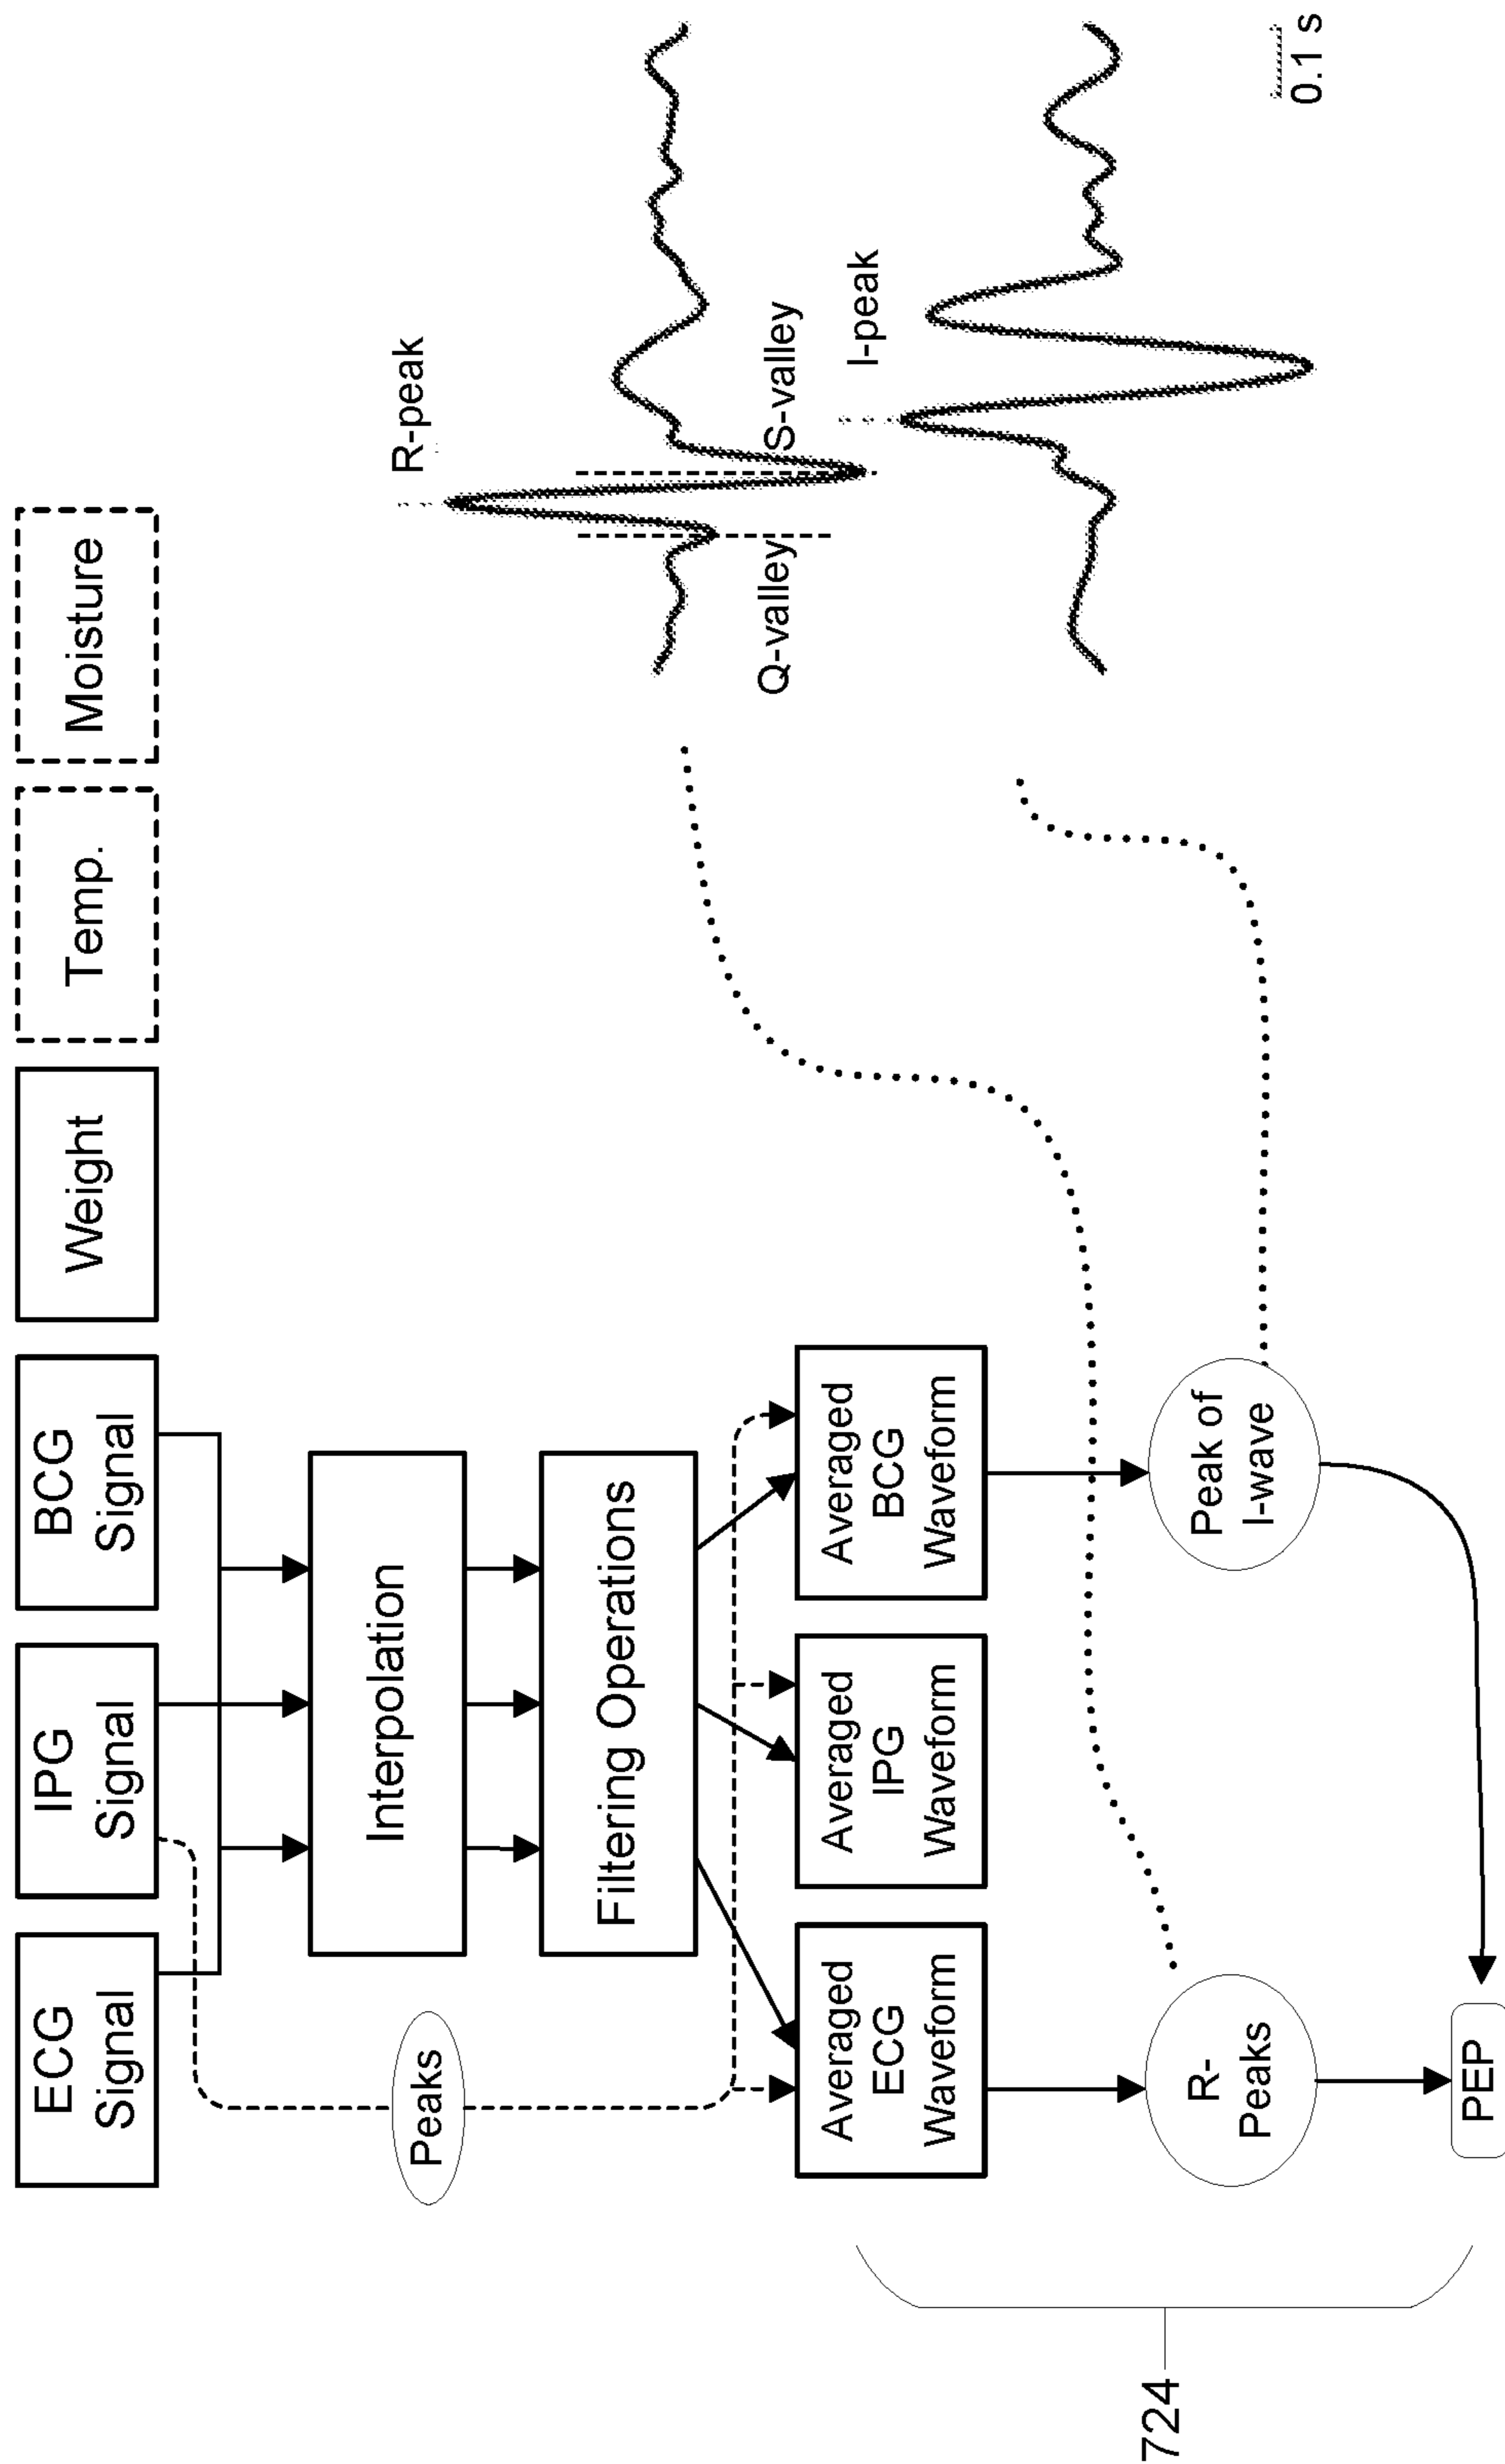 ECG
Signal
IPG
Signal
BCG
Signal
Weight
Temp.
Moisture
Peaks
Interpolation
Filtering Operations
Averaged
ECG
Waveform
Averaged
IPG
Waveform
Averaged
BCG
Waveform
R-
Peaks
Peak of
I-wave
PEP
724
R-peak
Q-valley
S-valley
I-peak
0.1 s